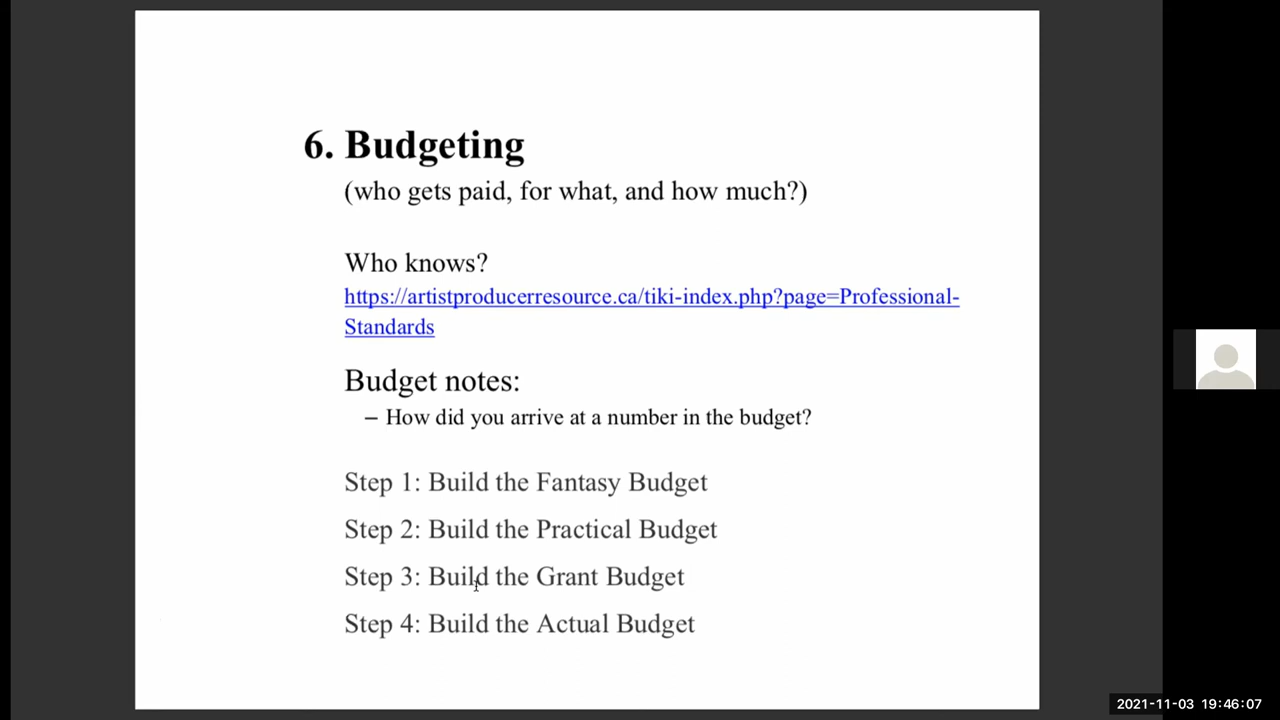 6. Budgeting
(who gets paid, for what, and how much?)
Who knows?
https://artistproducerresource.ca/tiki-index.php?page=Professional-
Standards
Budget notes:
– How did you arrive at a number in the budget?
Step 1: Build the Fantasy Budget
Step 2: Build the Practical Budget
Step 3: Build the Grant Budget
Step 4: Build the Actual Budget
2021-11-03 19:46:07